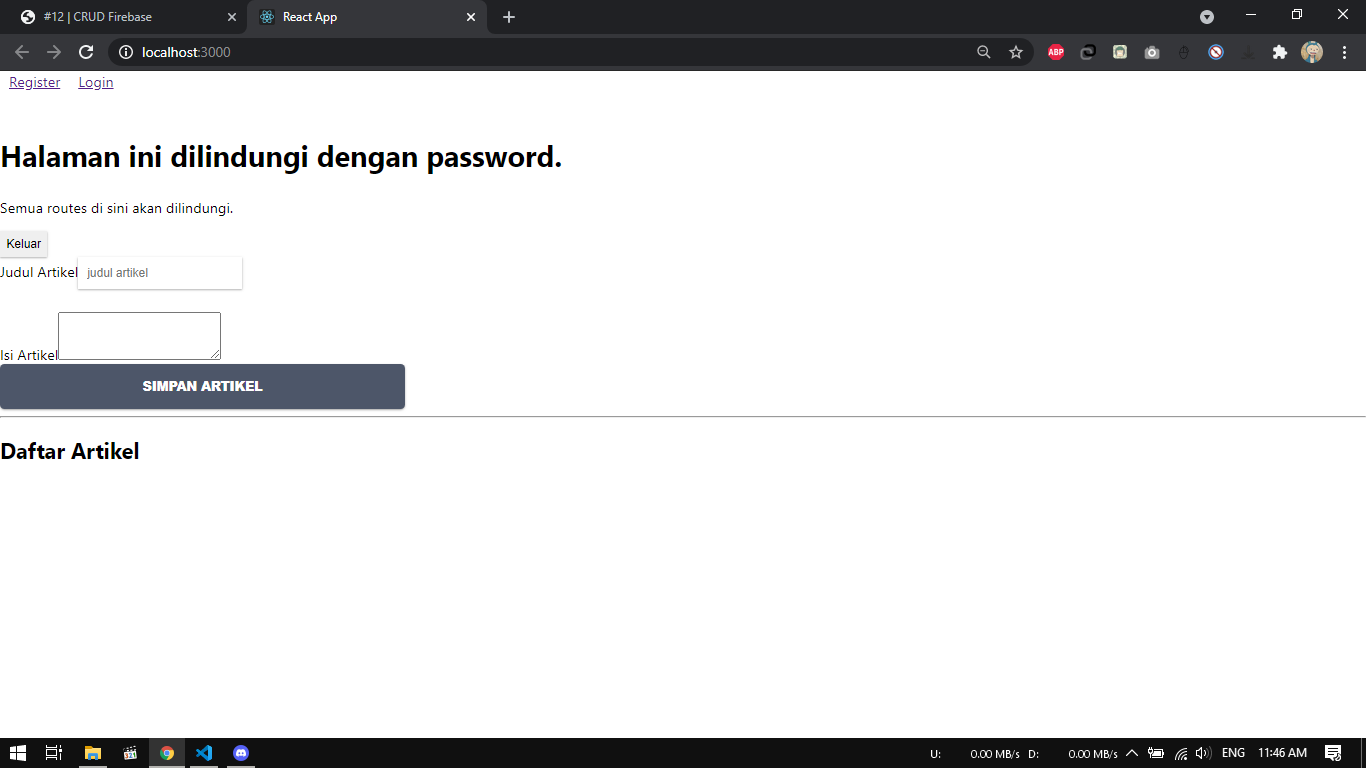 #12 | CRUD Firebase
React App
localhost:3000
ABP
Register Login
Halaman ini dilindungi dengan password.
Semua routes di sini akan dilindungi.
Keluar
Judul Artikel judul artikel
Isi Artikel
SIMPAN ARTIKEL
Daftar Artikel
U: 0.00 MB/s D: 0.00 MB/s ENG 11:46 AM